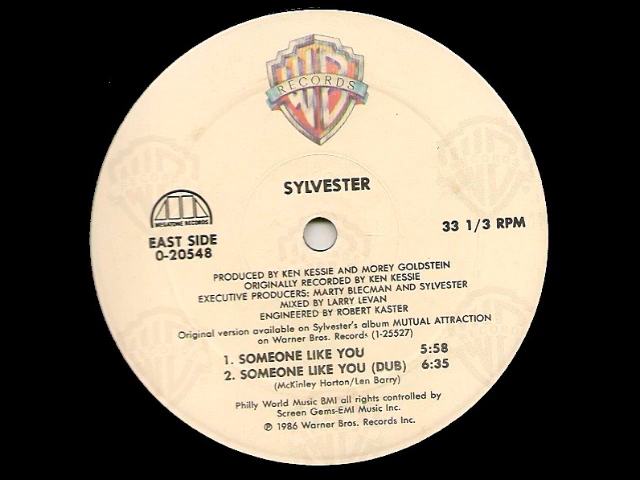 WB
RECORDS
SYLVESTER
MEGATONE RECORDS
EAST SIDE
0-20548
33 1/3 RPM
PRODUCED BY KEN KESSIE AND MOREY GOLDSTEIN
ORIGINALLY RECORDED BY KEN KESSIE
EXECUTIVE PRODUCERS: MARTY BLECMAN AND SYLVESTER
MIXED BY LARRY LEVAN
ENGINEERED BY ROBERT KASTER
Original version available on Sylvester's album MUTUAL ATTRACTION
on Warner Bros. Records (1-25527)
1. SOMEONE LIKE YOU 5:58
2. SOMEONE LIKE YOU (DUB) 6:35
(McKinley Horton/Len Barry)
Philly World Music BMI all rights controlled by
Screen Gems-EMI Music Inc.
℗ 1986 Warner Bros. Records Inc.